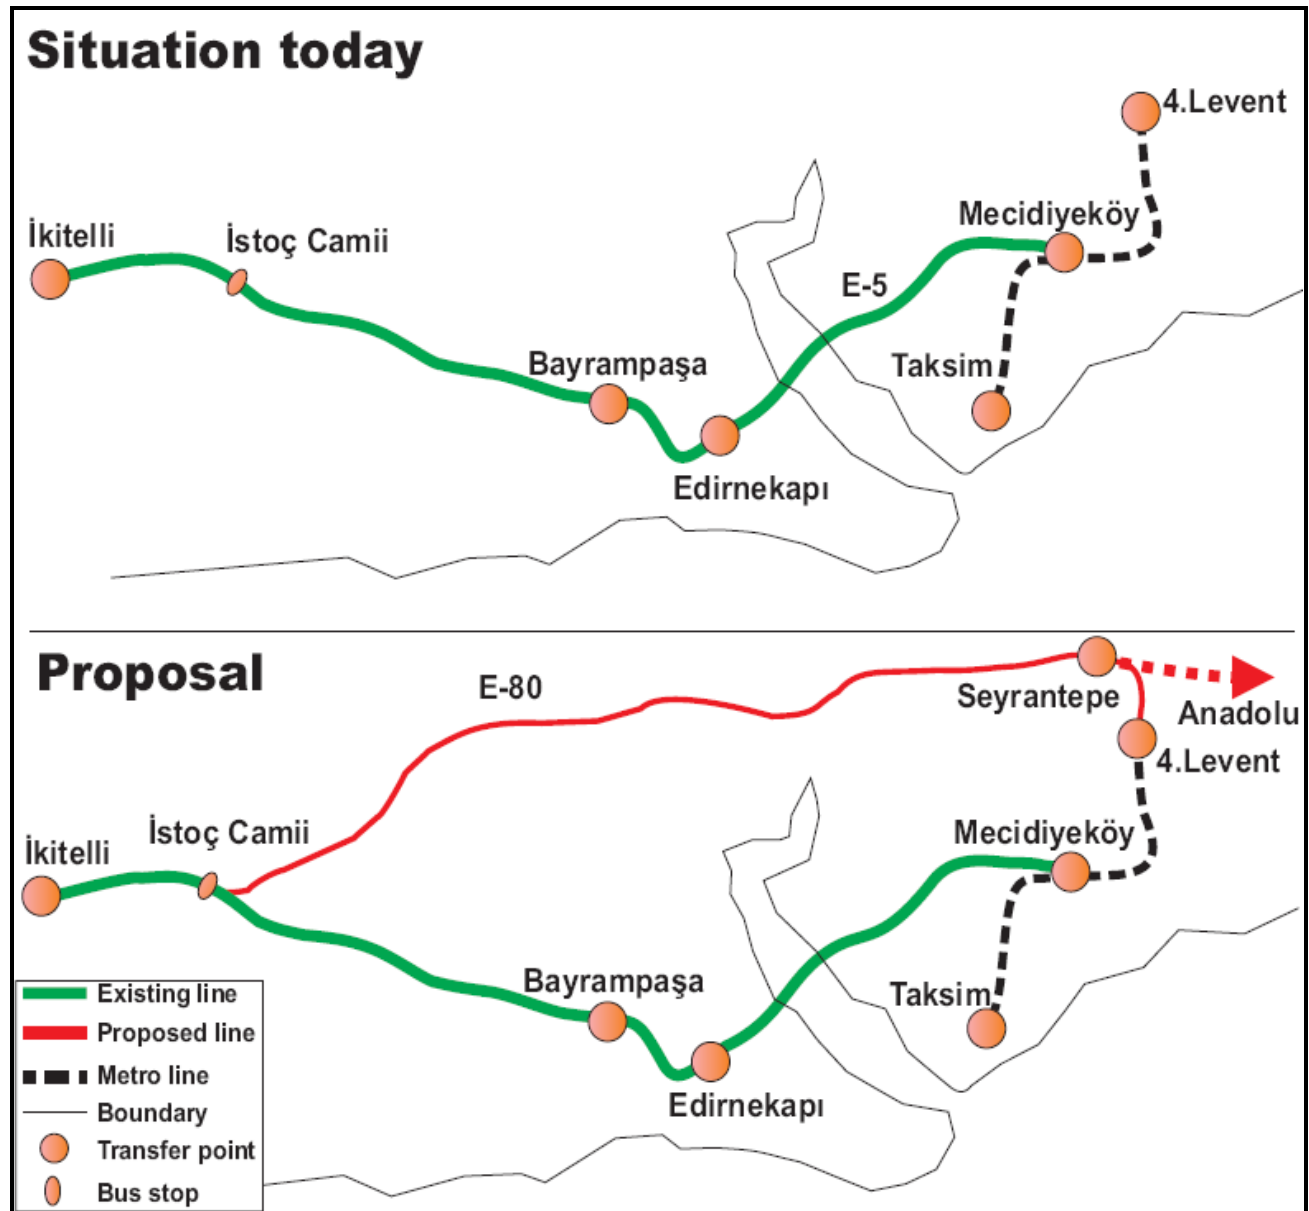 Situation today
4.Levent
Mecidiyeköy
İkitelli
İstoç Camii
E-5
Bayrampaşa
Taksim
Edirnekapı
Proposal
E-80
Seyrantepe
Anadolu
4.Levent
İstoç Camii
Mecidiyeköy
İkitelli
Bayrampaşa
Taksim
Edirnekapı
Existing line
Proposed line
Metro line
Boundary
Transfer point
Bus stop